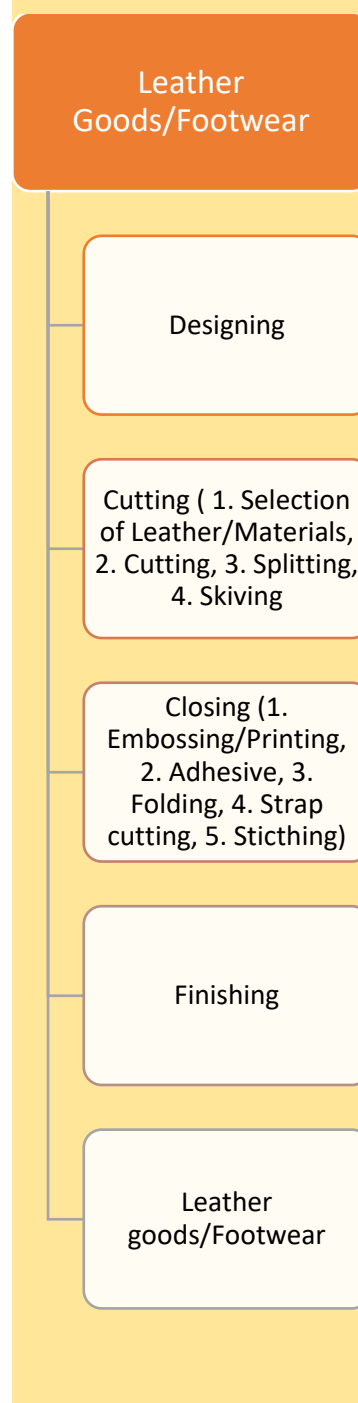 Leather
Goods/Footwear
Designing
Cutting ( 1. Selection
of Leather/Materials,
2. Cutting, 3. Splitting,
4. Skiving
Closing (1.
Embossing/Printing,
2. Adhesive, 3.
Folding, 4. Strap
cutting, 5. Sticthing)
Finishing
Leather
goods/Footwear